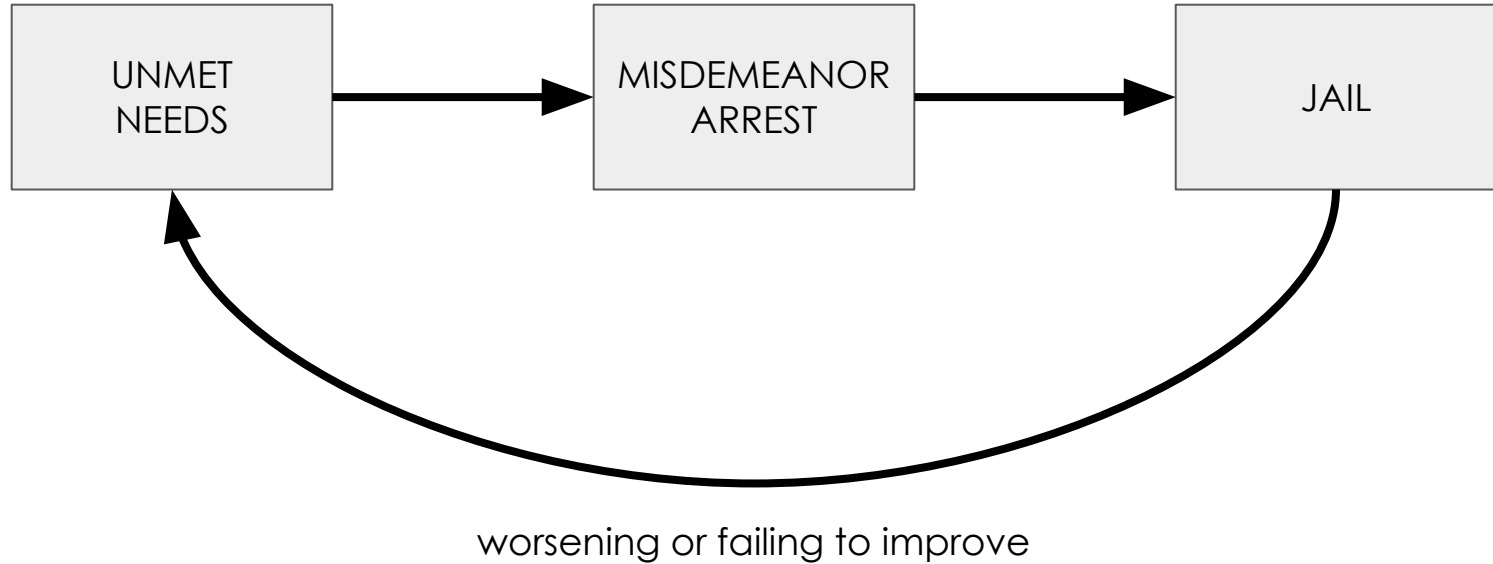 UNMET
NEEDS
MISDEMEANOR
ARREST
JAIL
worsening or failing to improve